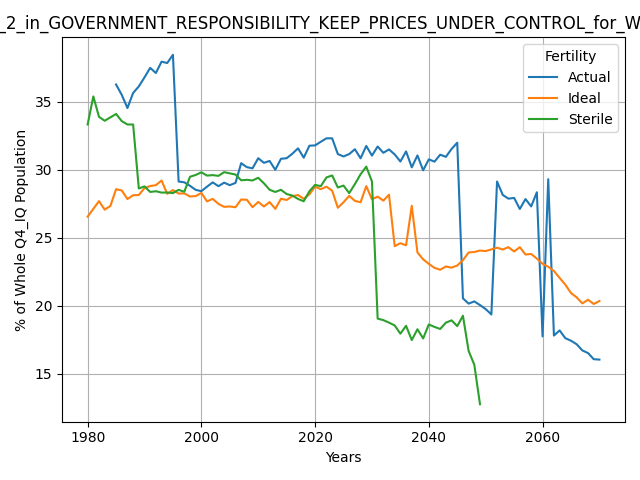 _2_in_GOVERNMENT_RESPONSIBILITY_KEEP_PRICES_UNDER_CONTROL_for_W
Fertility
Actual
Ideal
Sterile
% of Whole Q4_IQ Population
35
30
25
20
15
1980
2000
2020
2040
2060
Years